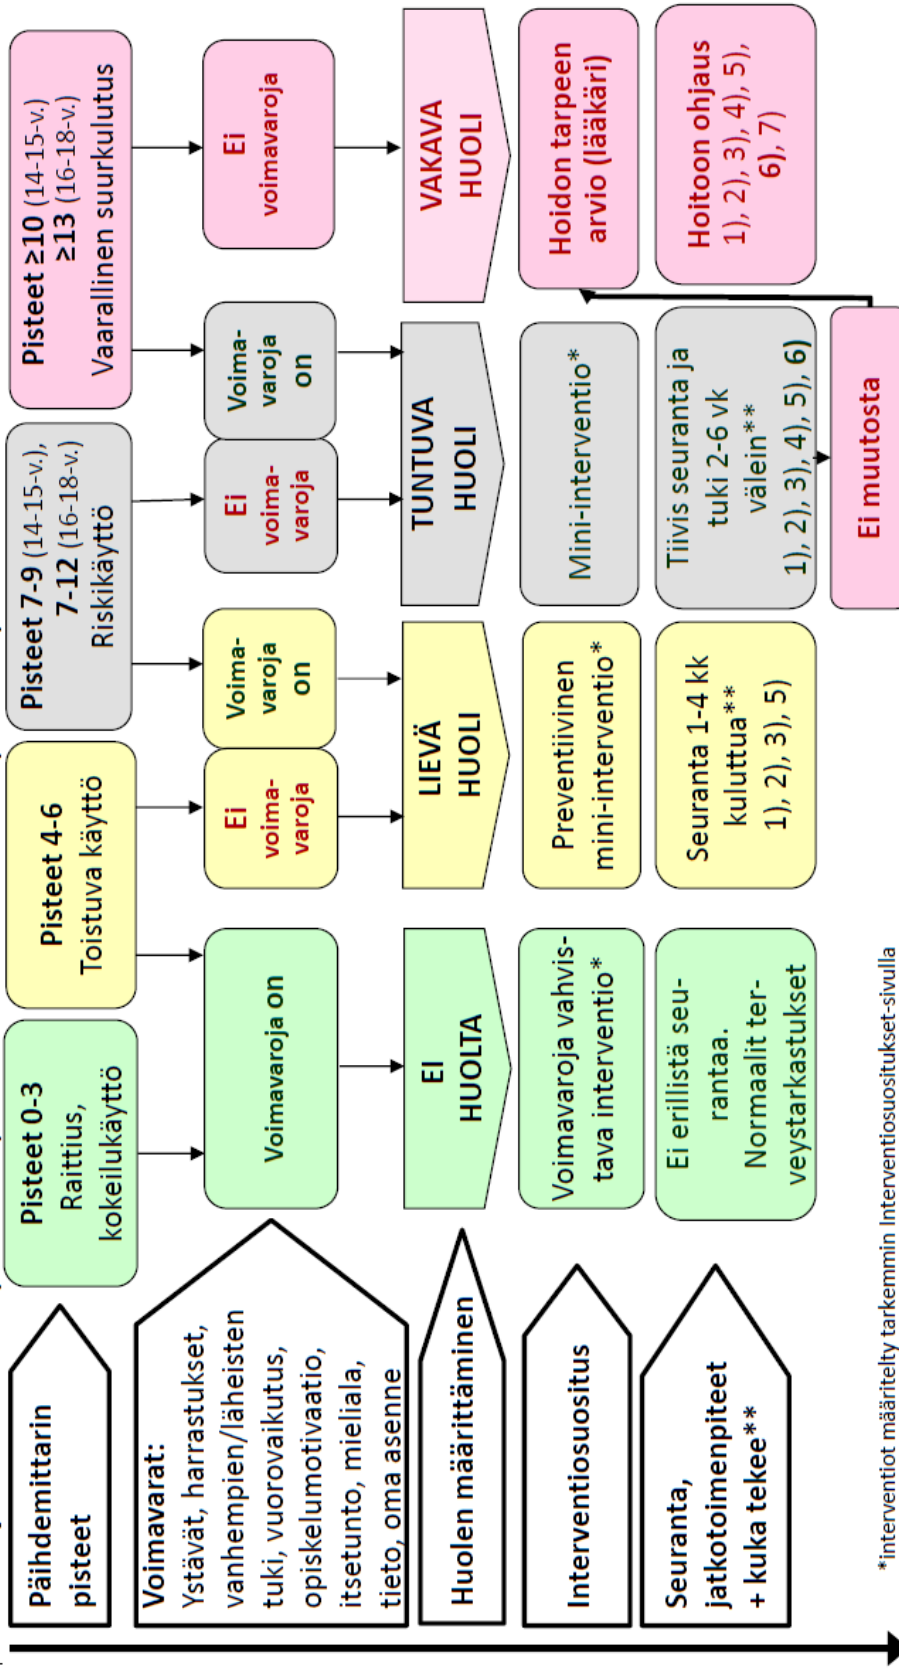 Päihdemittarin
pisteet
Pisteet 0-3
Raittius,
kokeilukäyttö
Pisteet 4-6
Toistuva käyttö
Pisteet 7-9 (14-15-v.),
7-12 (16-18-v.)
Riskikäyttö
Pisteet ≥10 (14-15-v.)
≥13 (16-18-v.)
Vaarallinen suurkulutus
Voimavarat:
Ystävät, harrastukset,
vanhempien/läheisten
tuki, vuorovaikutus,
opiskelumotivaatio,
itsetunto, mieliala,
tieto, oma asenne
Voimavaroja on
Ei
voima-
varoja
Voima-
varoja
on
Ei
voima-
varoja
Voima-
varoja
on
Ei
voimavaroja
Huolen määrittäminen
EI
HUOLTA
LIEVÄ
HUOLI
TUNTUVA
HUOLI
VAKAVA
HUOLI
Interventiosuositus
Voimavaroja vahvis-
tava interventio*
Preventiivinen
mini-interventio*
Mini-interventio*
Hoidon tarpeen
arvio (lääkäri)
Seuranta,
jatkotoimenpiteet
+ kuka tekee**
Ei erillistä seu-
rantaa.
Normaalit ter-
veystarkastukset
Seuranta 1-4 kk
kuluttua**
1), 2), 3), 5)
Tiivis seuranta ja
tuki 2-6 vk
välein**
1), 2), 3), 4), 5), 6)
Hoitoon ohjaus
1), 2), 3), 4), 5),
6), 7)
Ei muutosta
*interventiot määritelty tarkemmin Interventiosuositukset-sivulla